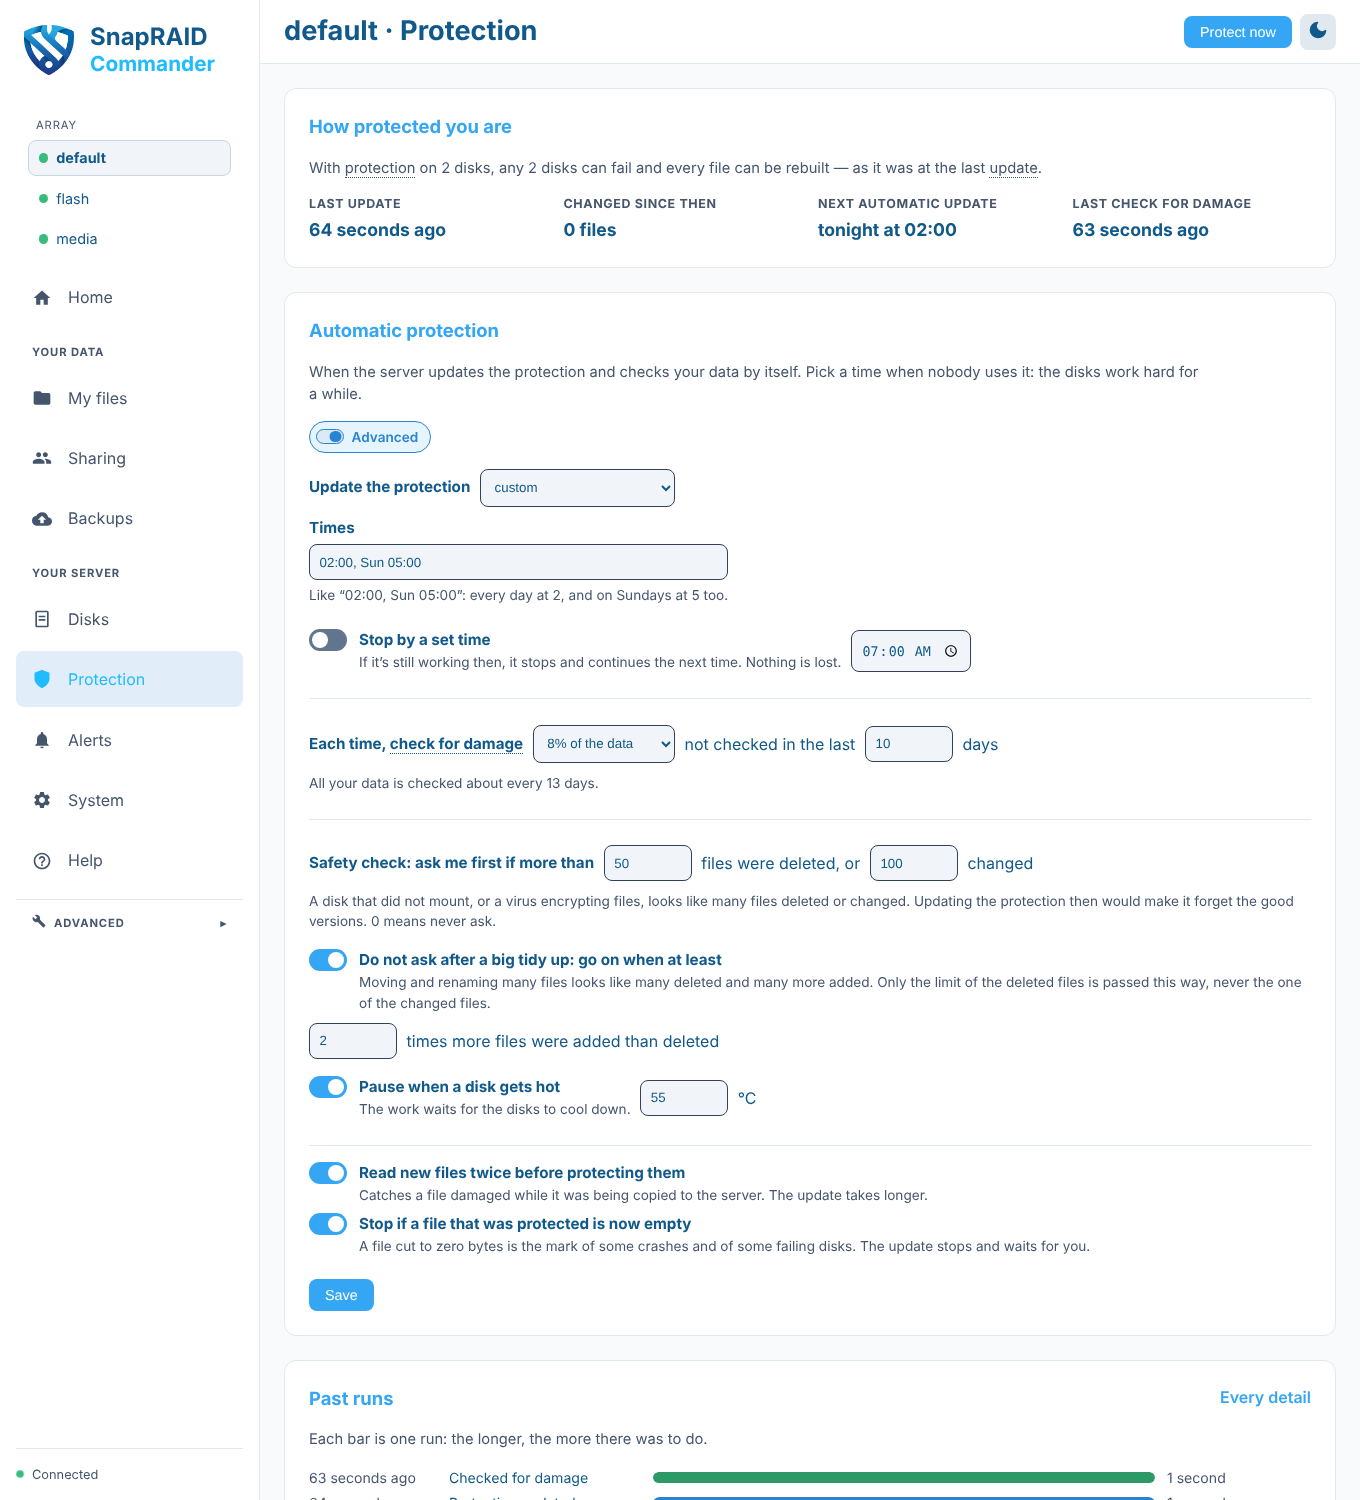 SnapRAID
Commander
default · Protection
Protect now
ARRAY
default
flash
media
Home
YOUR DATA
My files
Sharing
Backups
YOUR SERVER
Disks
Protection
Alerts
System
Help
ADVANCED
Connected
How protected you are
With protection on 2 disks, any 2 disks can fail and every file can be rebuilt — as it was at the last update.
LAST UPDATE
64 seconds ago
CHANGED SINCE THEN
0 files
NEXT AUTOMATIC UPDATE
tonight at 02:00
LAST CHECK FOR DAMAGE
63 seconds ago
Automatic protection
When the server updates the protection and checks your data by itself. Pick a time when nobody uses it: the disks work hard for
a while.
Advanced
Update the protection custom
Times
02:00, Sun 05:00
Like “02:00, Sun 05:00”: every day at 2, and on Sundays at 5 too.
Stop by a set time
If it’s still working then, it stops and continues the next time. Nothing is lost.
07:00 AM
Each time, check for damage 8% of the data not checked in the last 10 days
All your data is checked about every 13 days.
Safety check: ask me first if more than 50 files were deleted, or 100 changed
A disk that did not mount, or a virus encrypting files, looks like many files deleted or changed. Updating the protection then would make it forget the good
versions. 0 means never ask.
Do not ask after a big tidy up: go on when at least
Moving and renaming many files looks like many deleted and many more added. Only the limit of the deleted files is passed this way, never the one
of the changed files.
2 times more files were added than deleted
Pause when a disk gets hot
The work waits for the disks to cool down.
55 °C
Read new files twice before protecting them
Catches a file damaged while it was being copied to the server. The update takes longer.
Stop if a file that was protected is now empty
A file cut to zero bytes is the mark of some crashes and of some failing disks. The update stops and waits for you.
Save
Past runs
Every detail
Each bar is one run: the longer, the more there was to do.
63 seconds ago Checked for damage 1 second